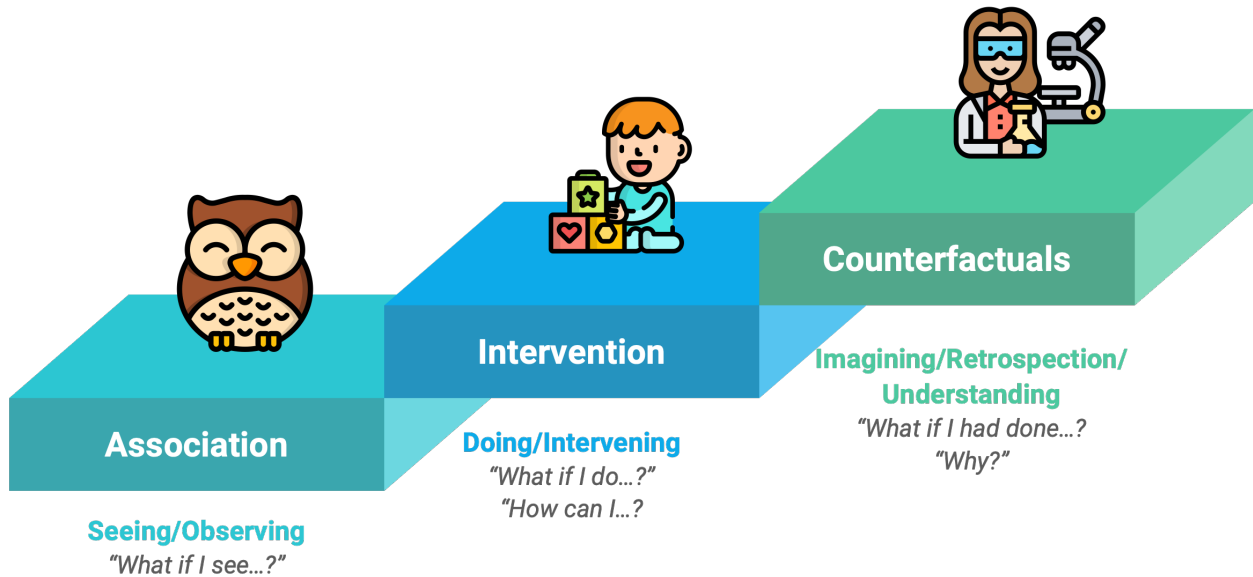 Association
Seeing/Observing
“What if I see…?”
Intervention
Doing/Intervening
“What if I do…?”
“How can I…?
Counterfactuals
Imagining/Retrospection/
Understanding
“What if I had done…?
“Why?”